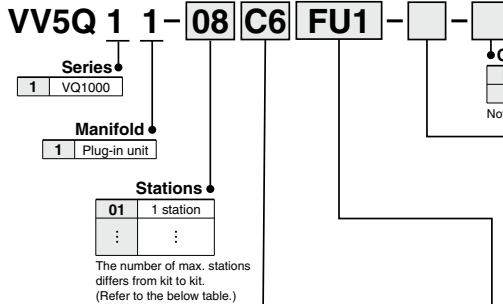 VV5Q 1 1 - 08 C6 FU1 - -
Series
1 VQ1000
Manifold
1 Plug-in unit
Stations
01 1 station
⋮ ⋮
The number of max. stations
differs from kit to kit.
(Refer to the below table.)